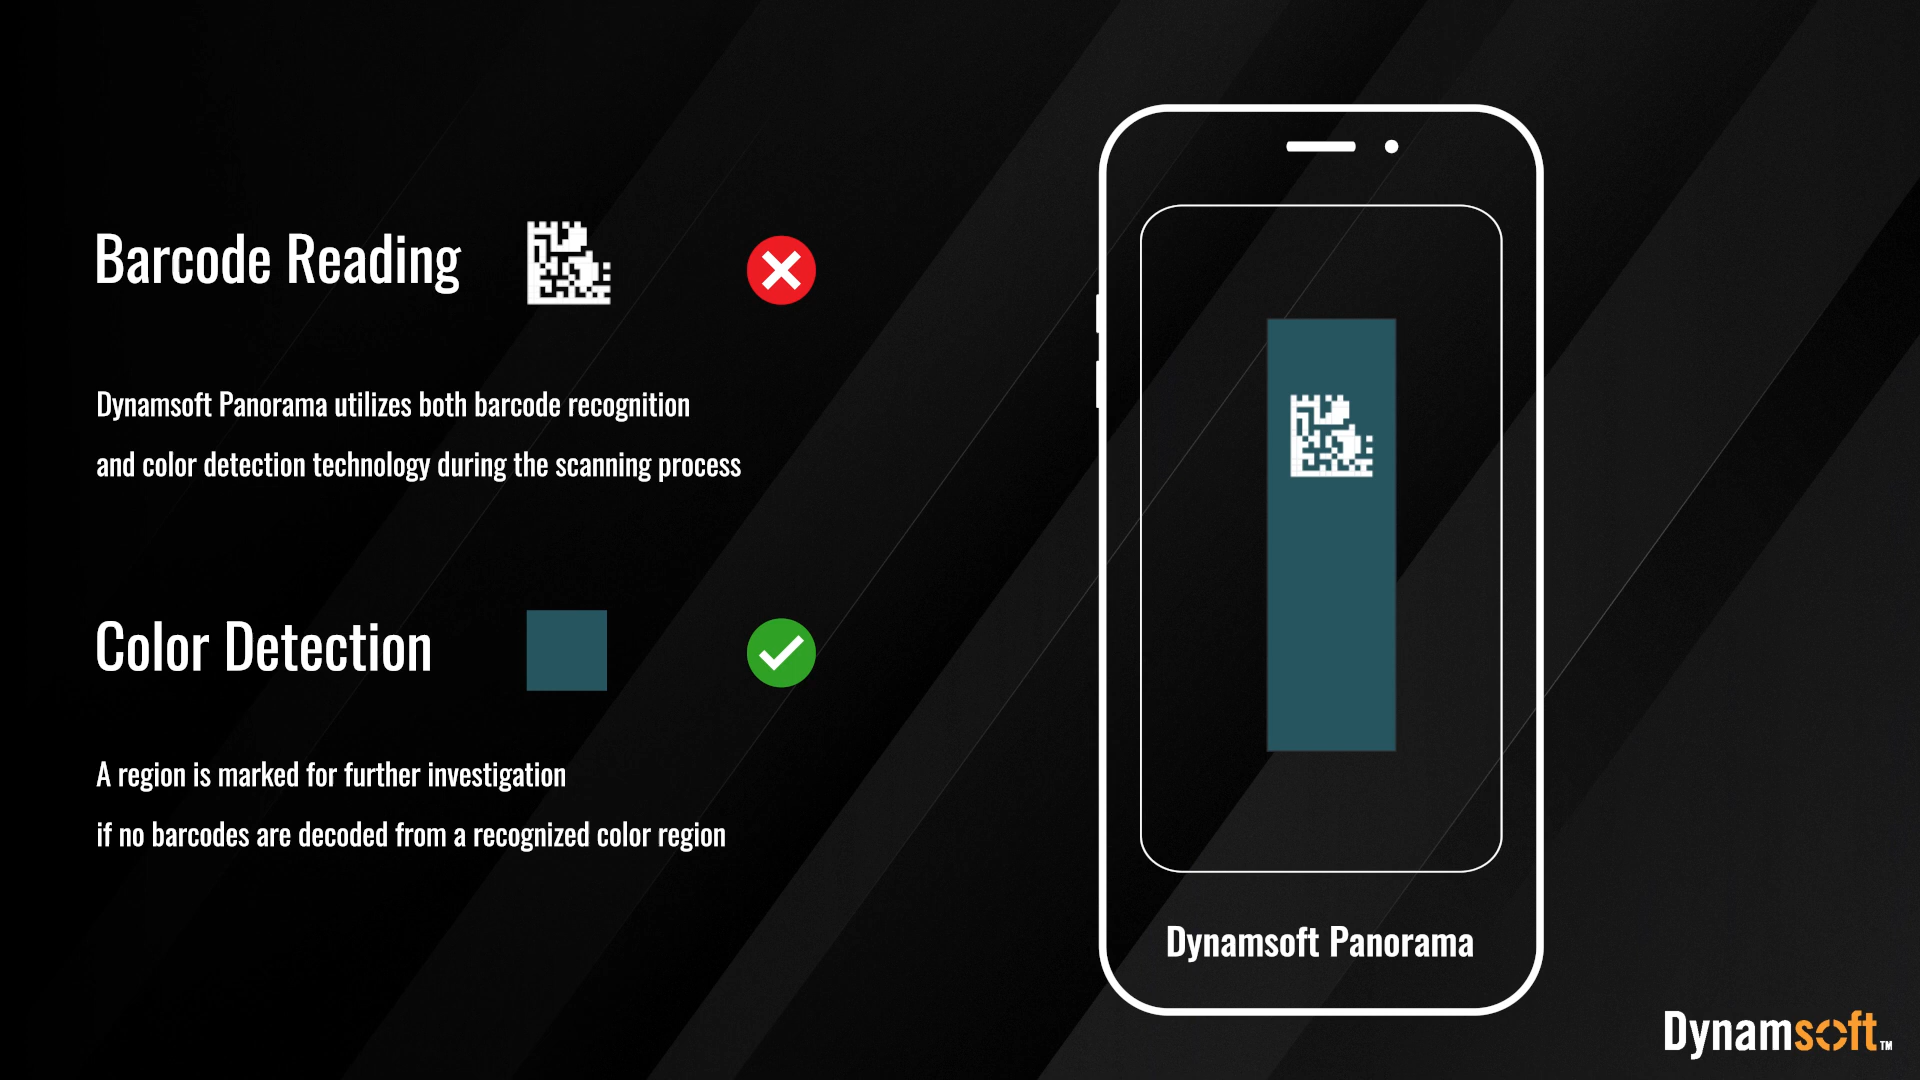 Barcode Reading
Dynamsoft Panorama utilizes both barcode recognition
and color detection technology during the scanning process
Color Detection
A region is marked for further investigation
if no barcodes are decoded from a recognized color region
Dynamsoft Panorama
Dynamsoft™